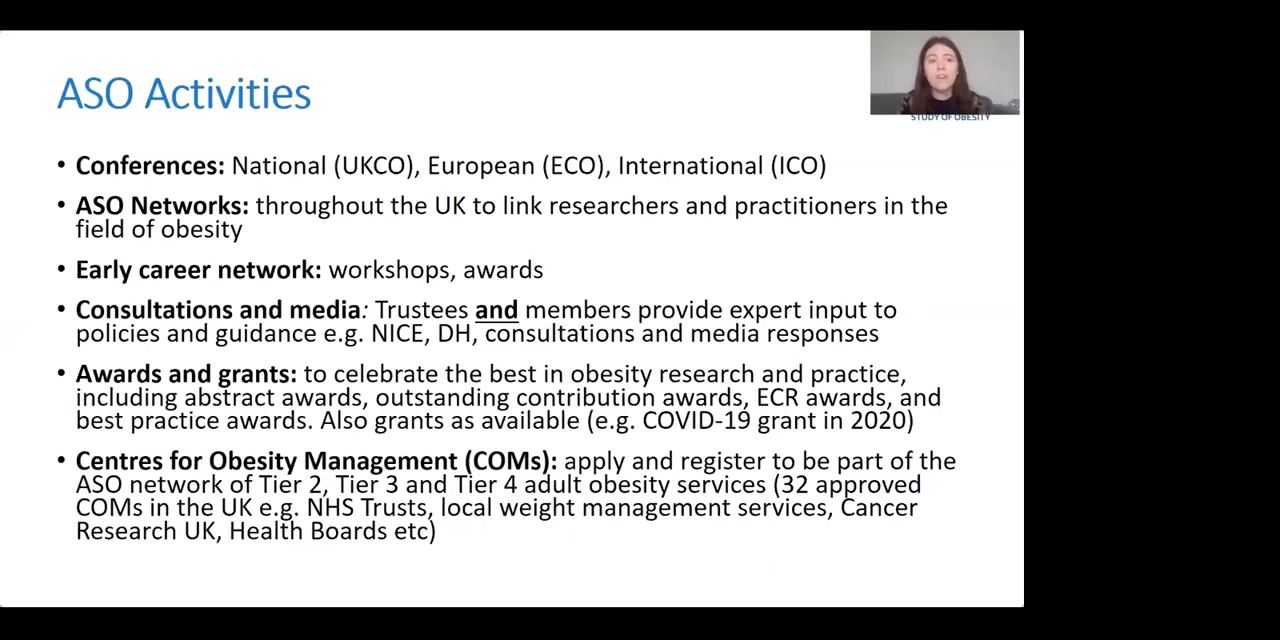 ASO Activities
STUDY OF OBESITY
• Conferences: National (UKCO), European (ECO), International (ICO)
• ASO Networks: throughout the UK to link researchers and practitioners in the
field of obesity
• Early career network: workshops, awards
• Consultations and media: Trustees and members provide expert input to
policies and guidance e.g. NICE, DH, consultations and media responses
• Awards and grants: to celebrate the best in obesity research and practice,
including abstract awards, outstanding contribution awards, ECR awards, and
best practice awards. Also grants as available (e.g. COVID-19 grant in 2020)
• Centres for Obesity Management (COMs): apply and register to be part of the
ASO network of Tier 2, Tier 3 and Tier 4 adult obesity services (32 approved
COMs in the UK e.g. NHS Trusts, local weight management services, Cancer
Research UK, Health Boards etc)